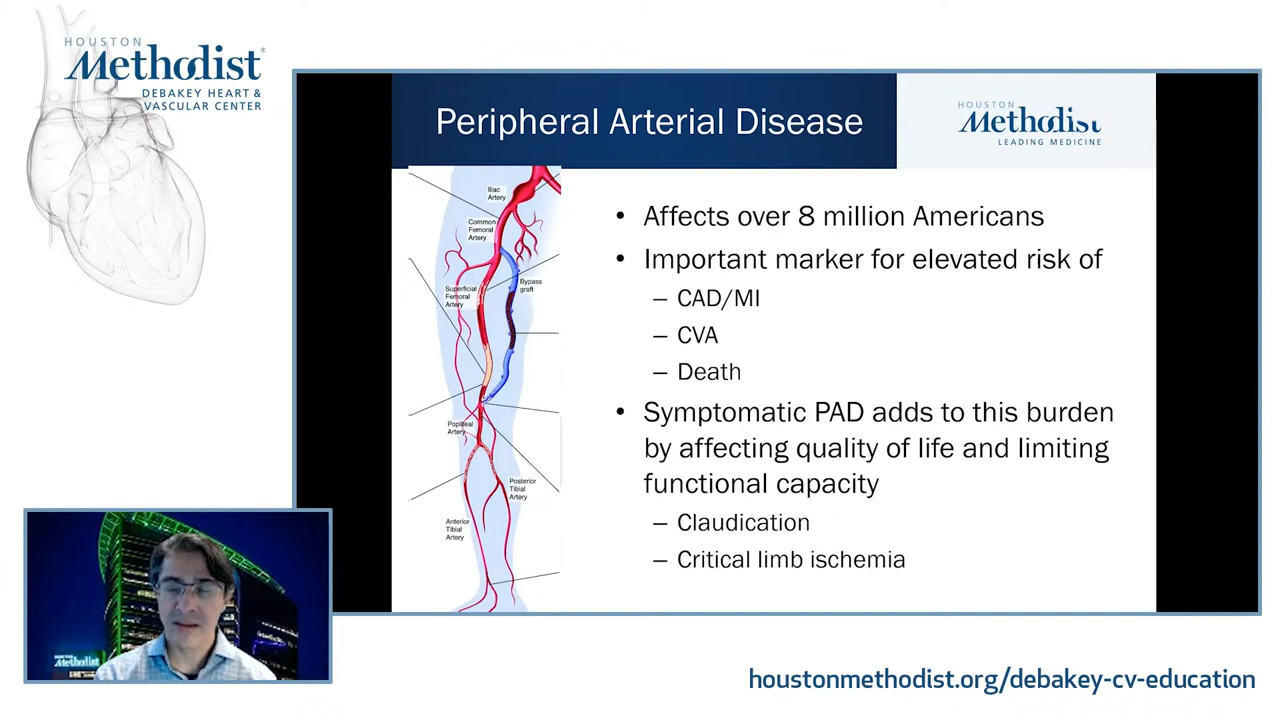 HOUSTON
Methodist®
DEBAKEY HEART &
VASCULAR CENTER
Peripheral Arterial Disease
HOUSTON
Methodist
LEADING MEDICINE
Iliac
Artery
Common
Femoral
Artery
Superficial
Femoral
Artery
Bypass
graft
Popliteal
Artery
Posterior
Tibial
Artery
Anterior
Tibial
Artery
• Affects over 8 million Americans
• Important marker for elevated risk of
– CAD/MI
– CVA
– Death
• Symptomatic PAD adds to this burden
by affecting quality of life and limiting
functional capacity
– Claudication
– Critical limb ischemia
Methodist
houstonmethodist.org/debakey-cv-education